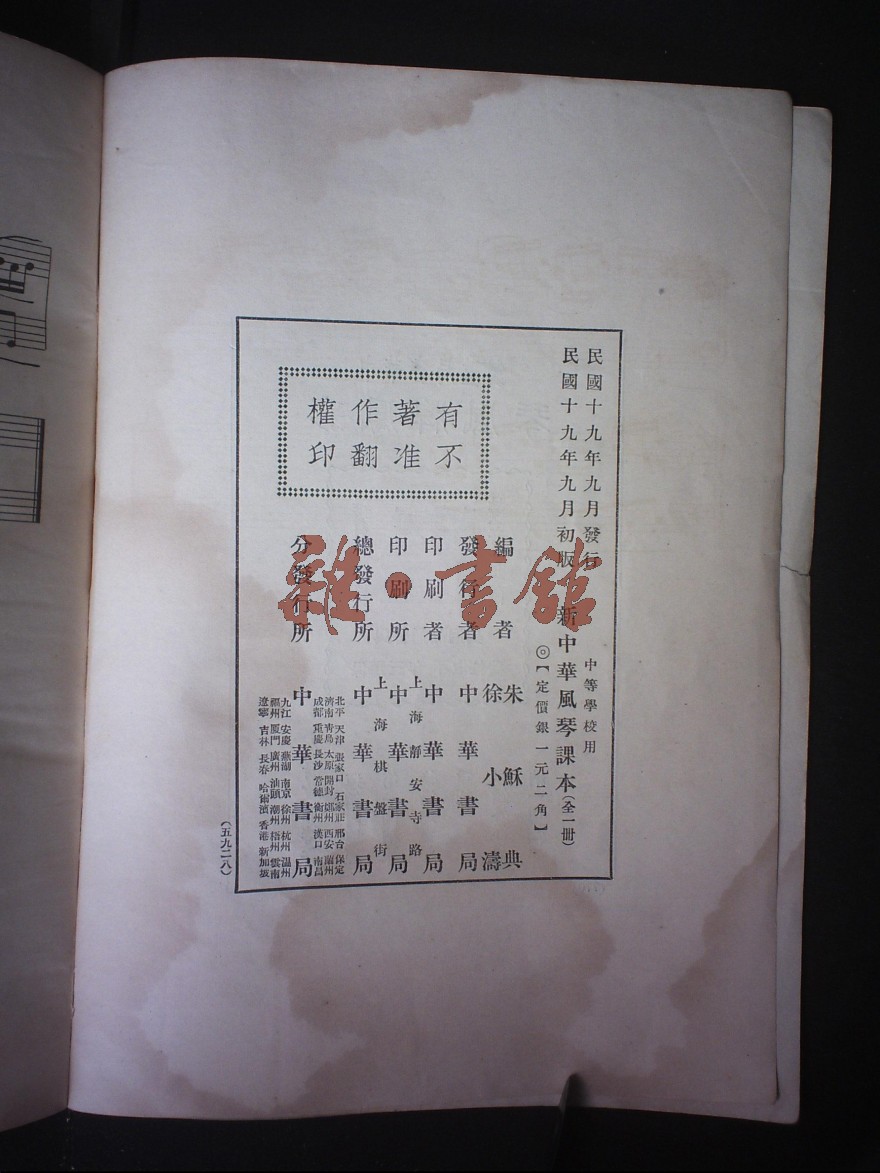 民國十九年九月發行
民國十九年九月初版
中等學校用
新中華風琴課本(全一冊)
◎【定價銀一元二角】
編者 朱穌典
徐小濤
發行者 中華書局
印刷者 中華書局
印刷所 上海靜安寺路
中華書局
總發行所 上海棋盤街
中華書局
分發行所 中華書局
北平 天津 張家口 石家莊 邢台 保定
濟南 青島 太原 開封 鄭州 西安 蘭州
成都 重慶 長沙 常德 衡州 漢口 南昌
九江 安慶 蕪湖 南京 徐州 杭州 溫州
福州 廈門 廣州 汕頭 潮州 梧州 雲南
遼寧 吉林 長春 哈爾濱 香港 新加坡
有著作權
不准翻印
(五九二八)
雜·書館